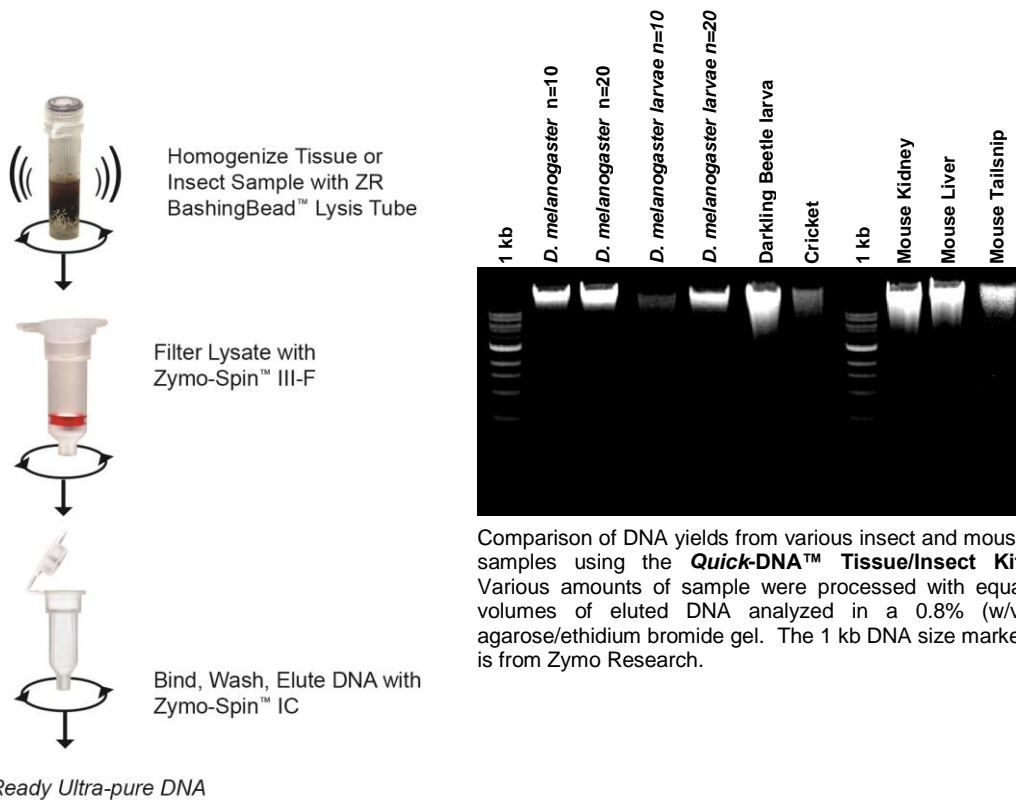 Homogenize Tissue or
Insect Sample with ZR
BashingBead™ Lysis Tube
Filter Lysate with
Zymo-Spin™ III-F
Bind, Wash, Elute DNA with
Zymo-Spin™ IC
Ready Ultra-pure DNA
1 kb
D. melanogaster n=10
D. melanogaster n=20
D. melanogaster larvae n=10
D. melanogaster larvae n=20
Darkling Beetle larva
Cricket
1 kb
Mouse Kidney
Mouse Liver
Mouse Tailsnip
Comparison of DNA yields from various insect and mous
samples using the Quick-DNA™ Tissue/Insect Ki
Various amounts of sample were processed with equa
volumes of eluted DNA analyzed in a 0.8% (w/v
agarose/ethidium bromide gel. The 1 kb DNA size marke
is from Zymo Research.